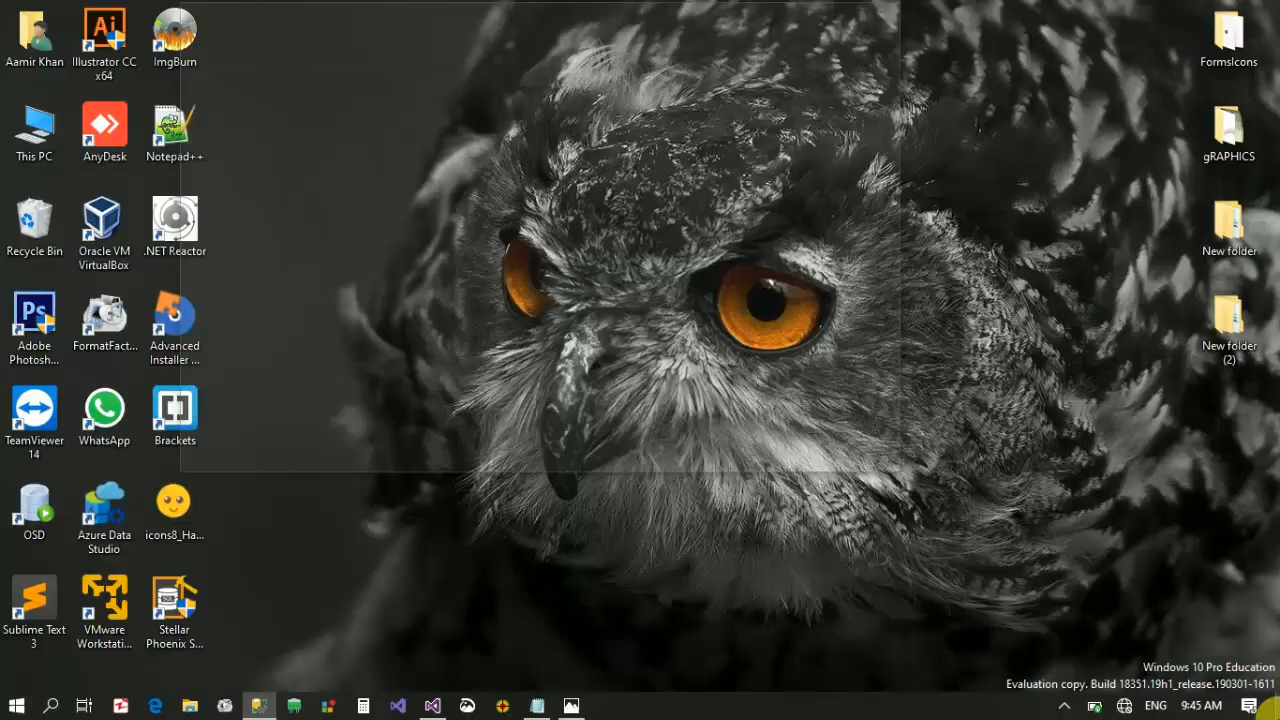 Aamir Khan
Illustrator CC
x64
ImgBurn
This PC
AnyDesk
Notepad++
Recycle Bin
Oracle VM
VirtualBox
.NET Reactor
Ps
Adobe
Photosh...
FormatFact...
Advanced
Installer ...
TeamViewer
14
WhatsApp
Brackets
OSD
Azure Data
Studio
icons8_Ha...
Sublime Text
3
VMware
Workstati...
Stellar
Phoenix S...
Ai
SQL
FormsIcons
gRAPHICS
New folder
New folder
(2)
Windows 10 Pro Education
Evaluation copy. Build 18351.19h1_release.190301-1611
ENG
9:45 AM